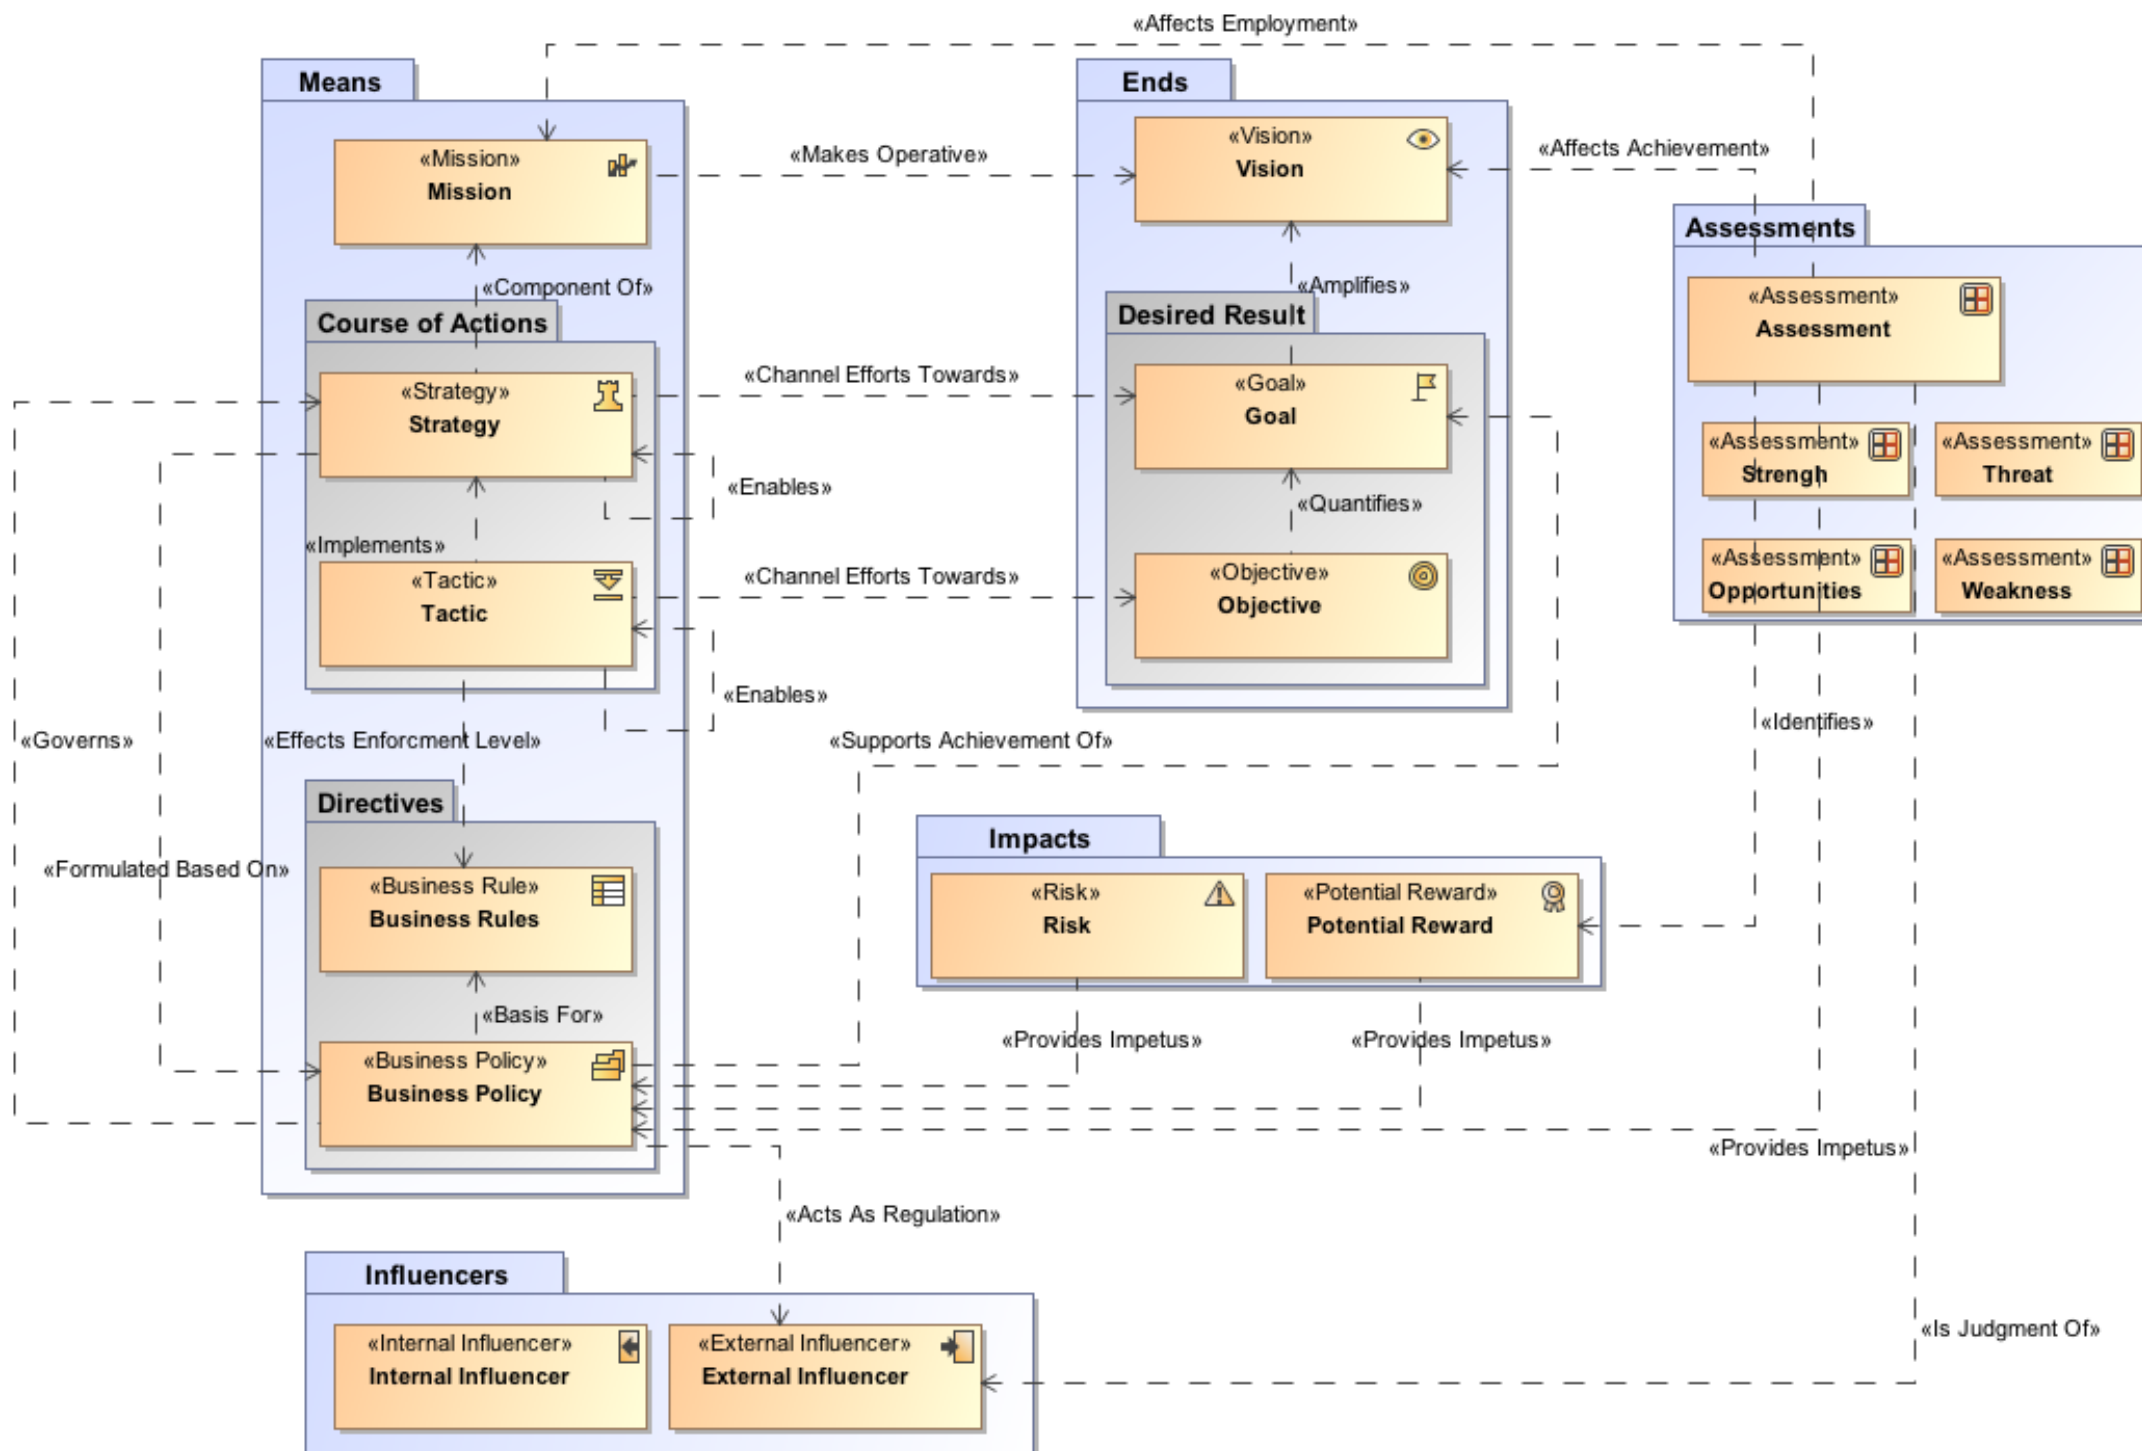 «Affects Employment»
Means
«Mission»
Mission
«Makes Operative»
Ends
«Vision»
Vision
«Affects Achievement»
Assessments
«Assessment»
Assessment
«Component Of»
Course of Actions
«Strategy»
Strategy
«Channel Efforts Towards»
«Amplifies»
Desired Result
«Goal»
Goal
«Assessment»
Strengh
«Assessment»
Threat
«Enables»
«Quantifies»
«Implements»
«Tactic»
Tactic
«Channel Efforts Towards»
«Objective»
Objective
«Assessment»
Opportunities
«Assessment»
Weakness
«Enables»
«Governs»
«Effects Enforcment Level»
«Supports Achievement Of»
«Identifies»
Directives
«Formulated Based On»
«Business Rule»
Business Rules
Impacts
«Risk»
Risk
«Potential Reward»
Potential Reward
«Basis For»
«Provides Impetus»
«Provides Impetus»
«Business Policy»
Business Policy
«Provides Impetus»
«Acts As Regulation»
Influencers
«Internal Influencer»
Internal Influencer
«External Influencer»
External Influencer
«Is Judgment Of»